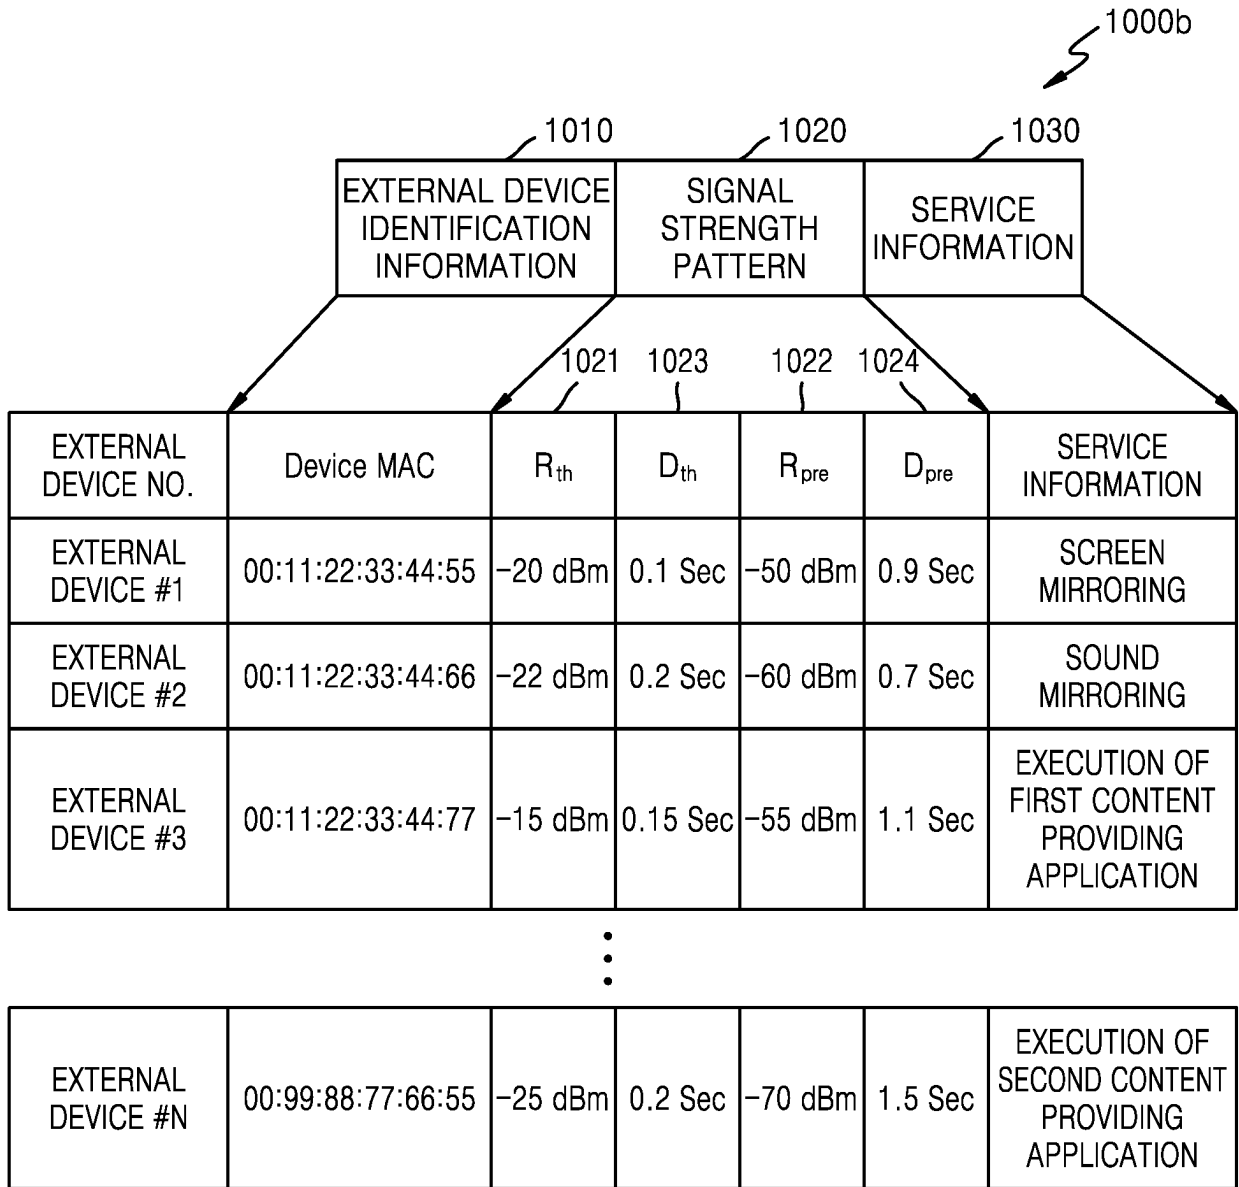 1000b
1010
1020
1030
EXTERNAL DEVICE
IDENTIFICATION
INFORMATION
SIGNAL
STRENGTH
PATTERN
SERVICE
INFORMATION
1021
1023
1022
1024
EXTERNAL
DEVICE NO.
Device MAC
Rth
Dth
Rpre
Dpre
SERVICE
INFORMATION
EXTERNAL
DEVICE #1
00:11:22:33:44:55
-20 dBm
0.1 Sec
-50 dBm
0.9 Sec
SCREEN
MIRRORING
EXTERNAL
DEVICE #2
00:11:22:33:44:66
-22 dBm
0.2 Sec
-60 dBm
0.7 Sec
SOUND
MIRRORING
EXTERNAL
DEVICE #3
00:11:22:33:44:77
-15 dBm
0.15 Sec
-55 dBm
1.1 Sec
EXECUTION OF
FIRST CONTENT
PROVIDING
APPLICATION
EXTERNAL
DEVICE #N
00:99:88:77:66:55
-25 dBm
0.2 Sec
-70 dBm
1.5 Sec
EXECUTION OF
SECOND CONTENT
PROVIDING
APPLICATION